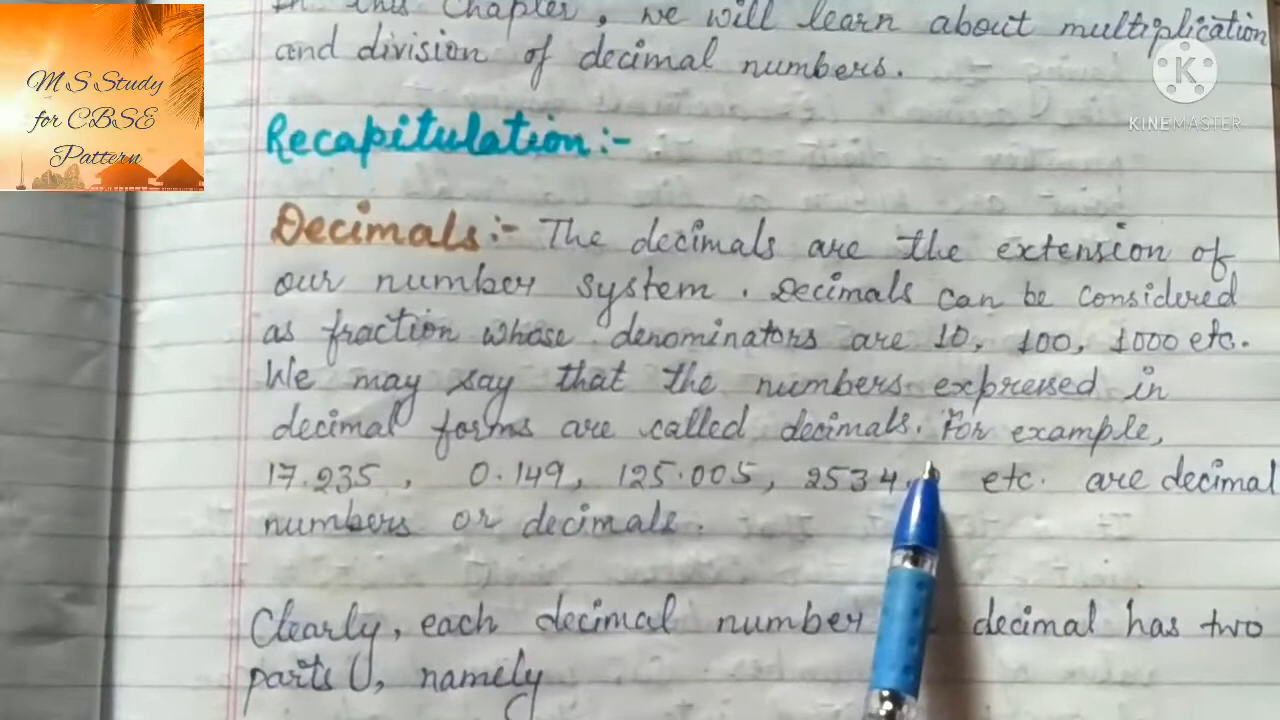 In this Chapter, we will learn about multiplication
and division of decimal numbers.
Recapitulation:-
Decimals:- The decimals are the extension of
our number system. Decimals can be considered
as fraction whose denominators are 10, 100, 1000 etc.
We may say that the numbers expressed in
decimal forms are called decimals. For example,
17.235, 0.149, 125.005, 2534. etc. are decimal
numbers or decimals.
Clearly, each decimal number decimal has two
parts, namely
M S Study
for CBSE
Pattern
K
KINEMASTER